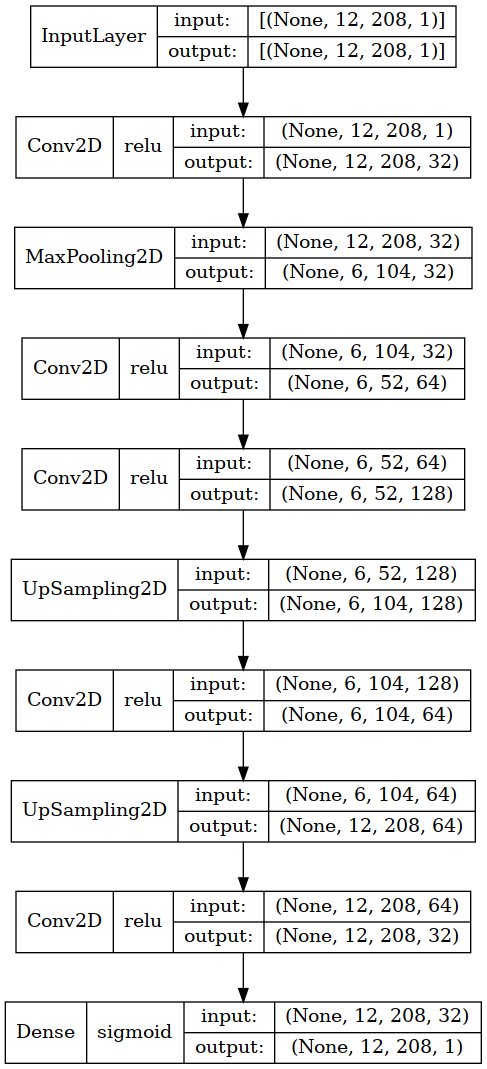 InputLayer
input: [(None, 12, 208, 1)]
output: [(None, 12, 208, 1)]
Conv2D relu
input: (None, 12, 208, 1)
output: (None, 12, 208, 32)
MaxPooling2D
input: (None, 12, 208, 32)
output: (None, 6, 104, 32)
Conv2D relu
input: (None, 6, 104, 32)
output: (None, 6, 52, 64)
Conv2D relu
input: (None, 6, 52, 64)
output: (None, 6, 52, 128)
UpSampling2D
input: (None, 6, 52, 128)
output: (None, 6, 104, 128)
Conv2D relu
input: (None, 6, 104, 128)
output: (None, 6, 104, 64)
UpSampling2D
input: (None, 6, 104, 64)
output: (None, 12, 208, 64)
Conv2D relu
input: (None, 12, 208, 64)
output: (None, 12, 208, 32)
Dense sigmoid
input: (None, 12, 208, 32)
output: (None, 12, 208, 1)